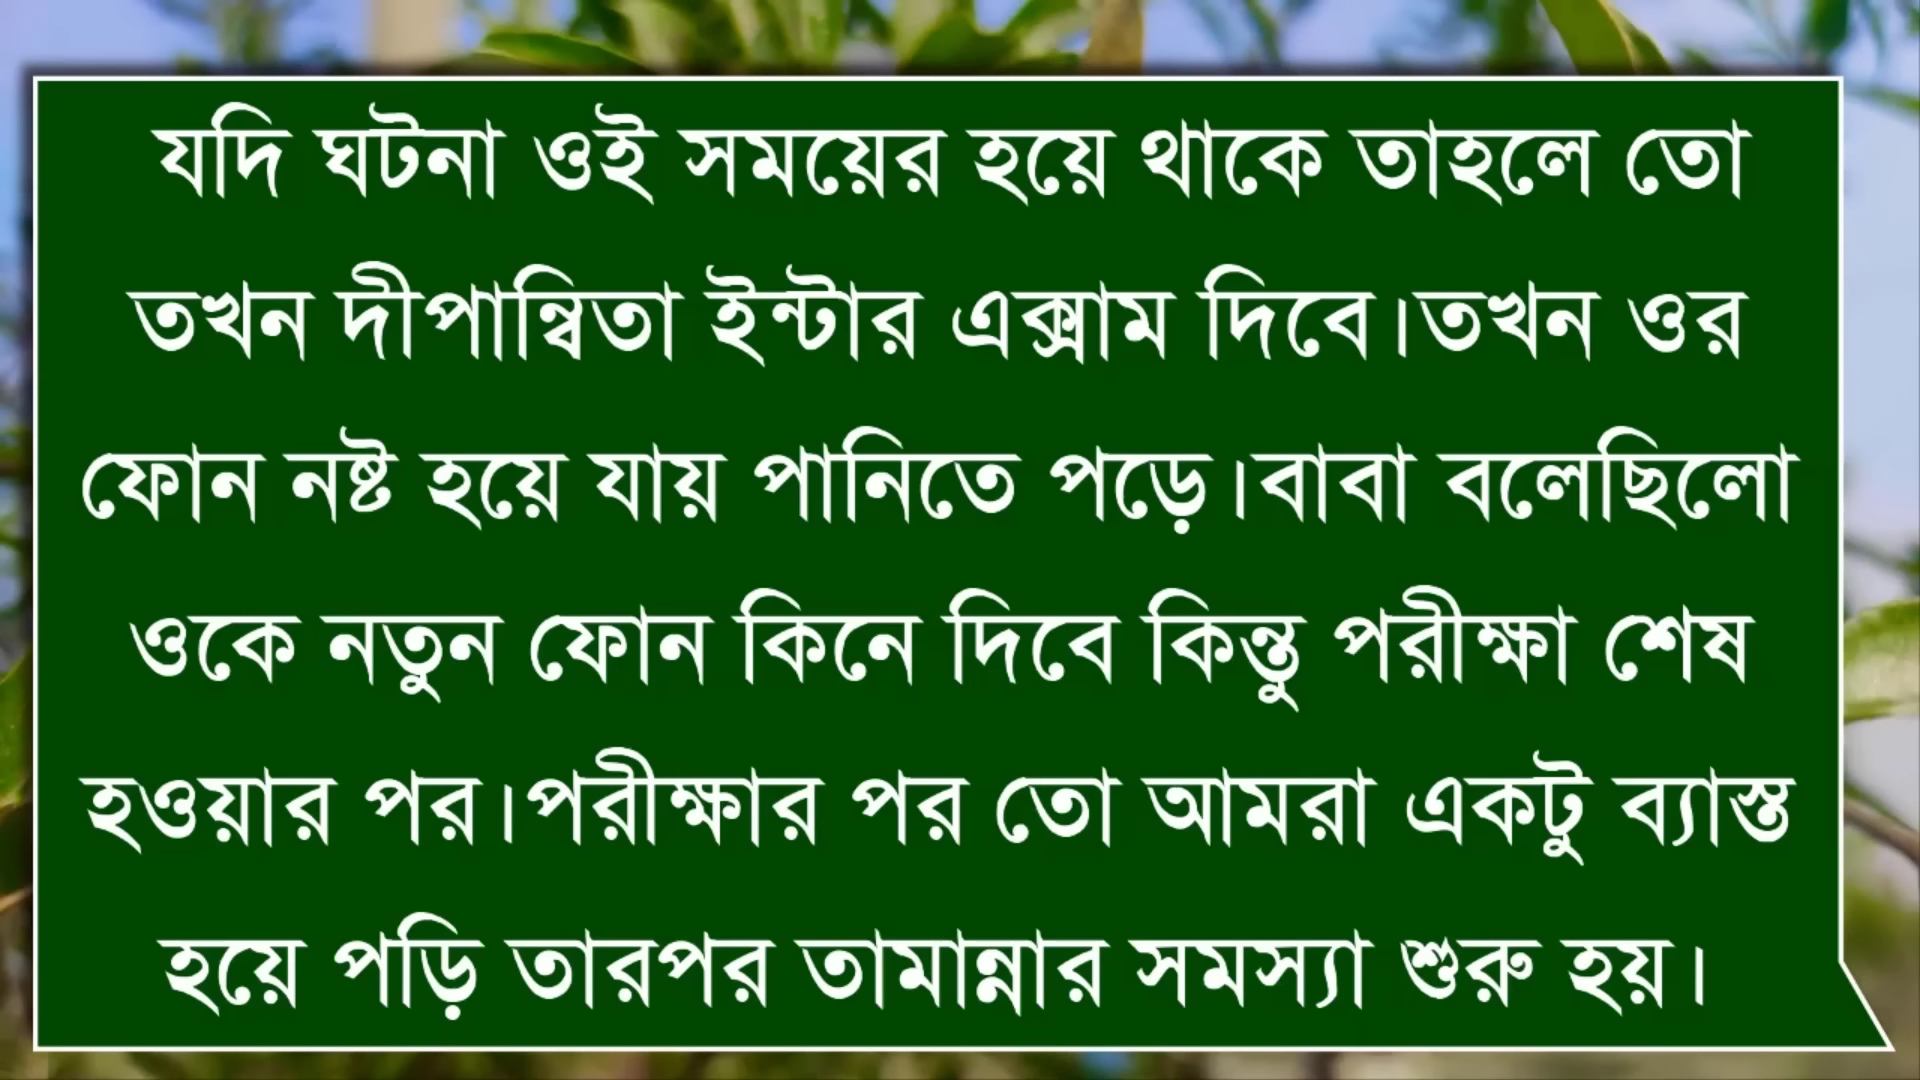 যদি ঘটনা ওই সময়ের হয়ে থাকে তাহলে তো
তখন দীপান্বিতা ইন্টার এক্সাম দিবে।তখন ওর
ফোন নষ্ট হয়ে যায় পানিতে পড়ে।বাবা বলেছিলো
ওকে নতুন ফোন কিনে দিবে কিন্তু পরীক্ষা শেষ
হওয়ার পর।পরীক্ষার পর তো আমরা একটু ব্যাস্ত
হয়ে পড়ি তারপর তামান্নার সমস্যা শুরু হয়।